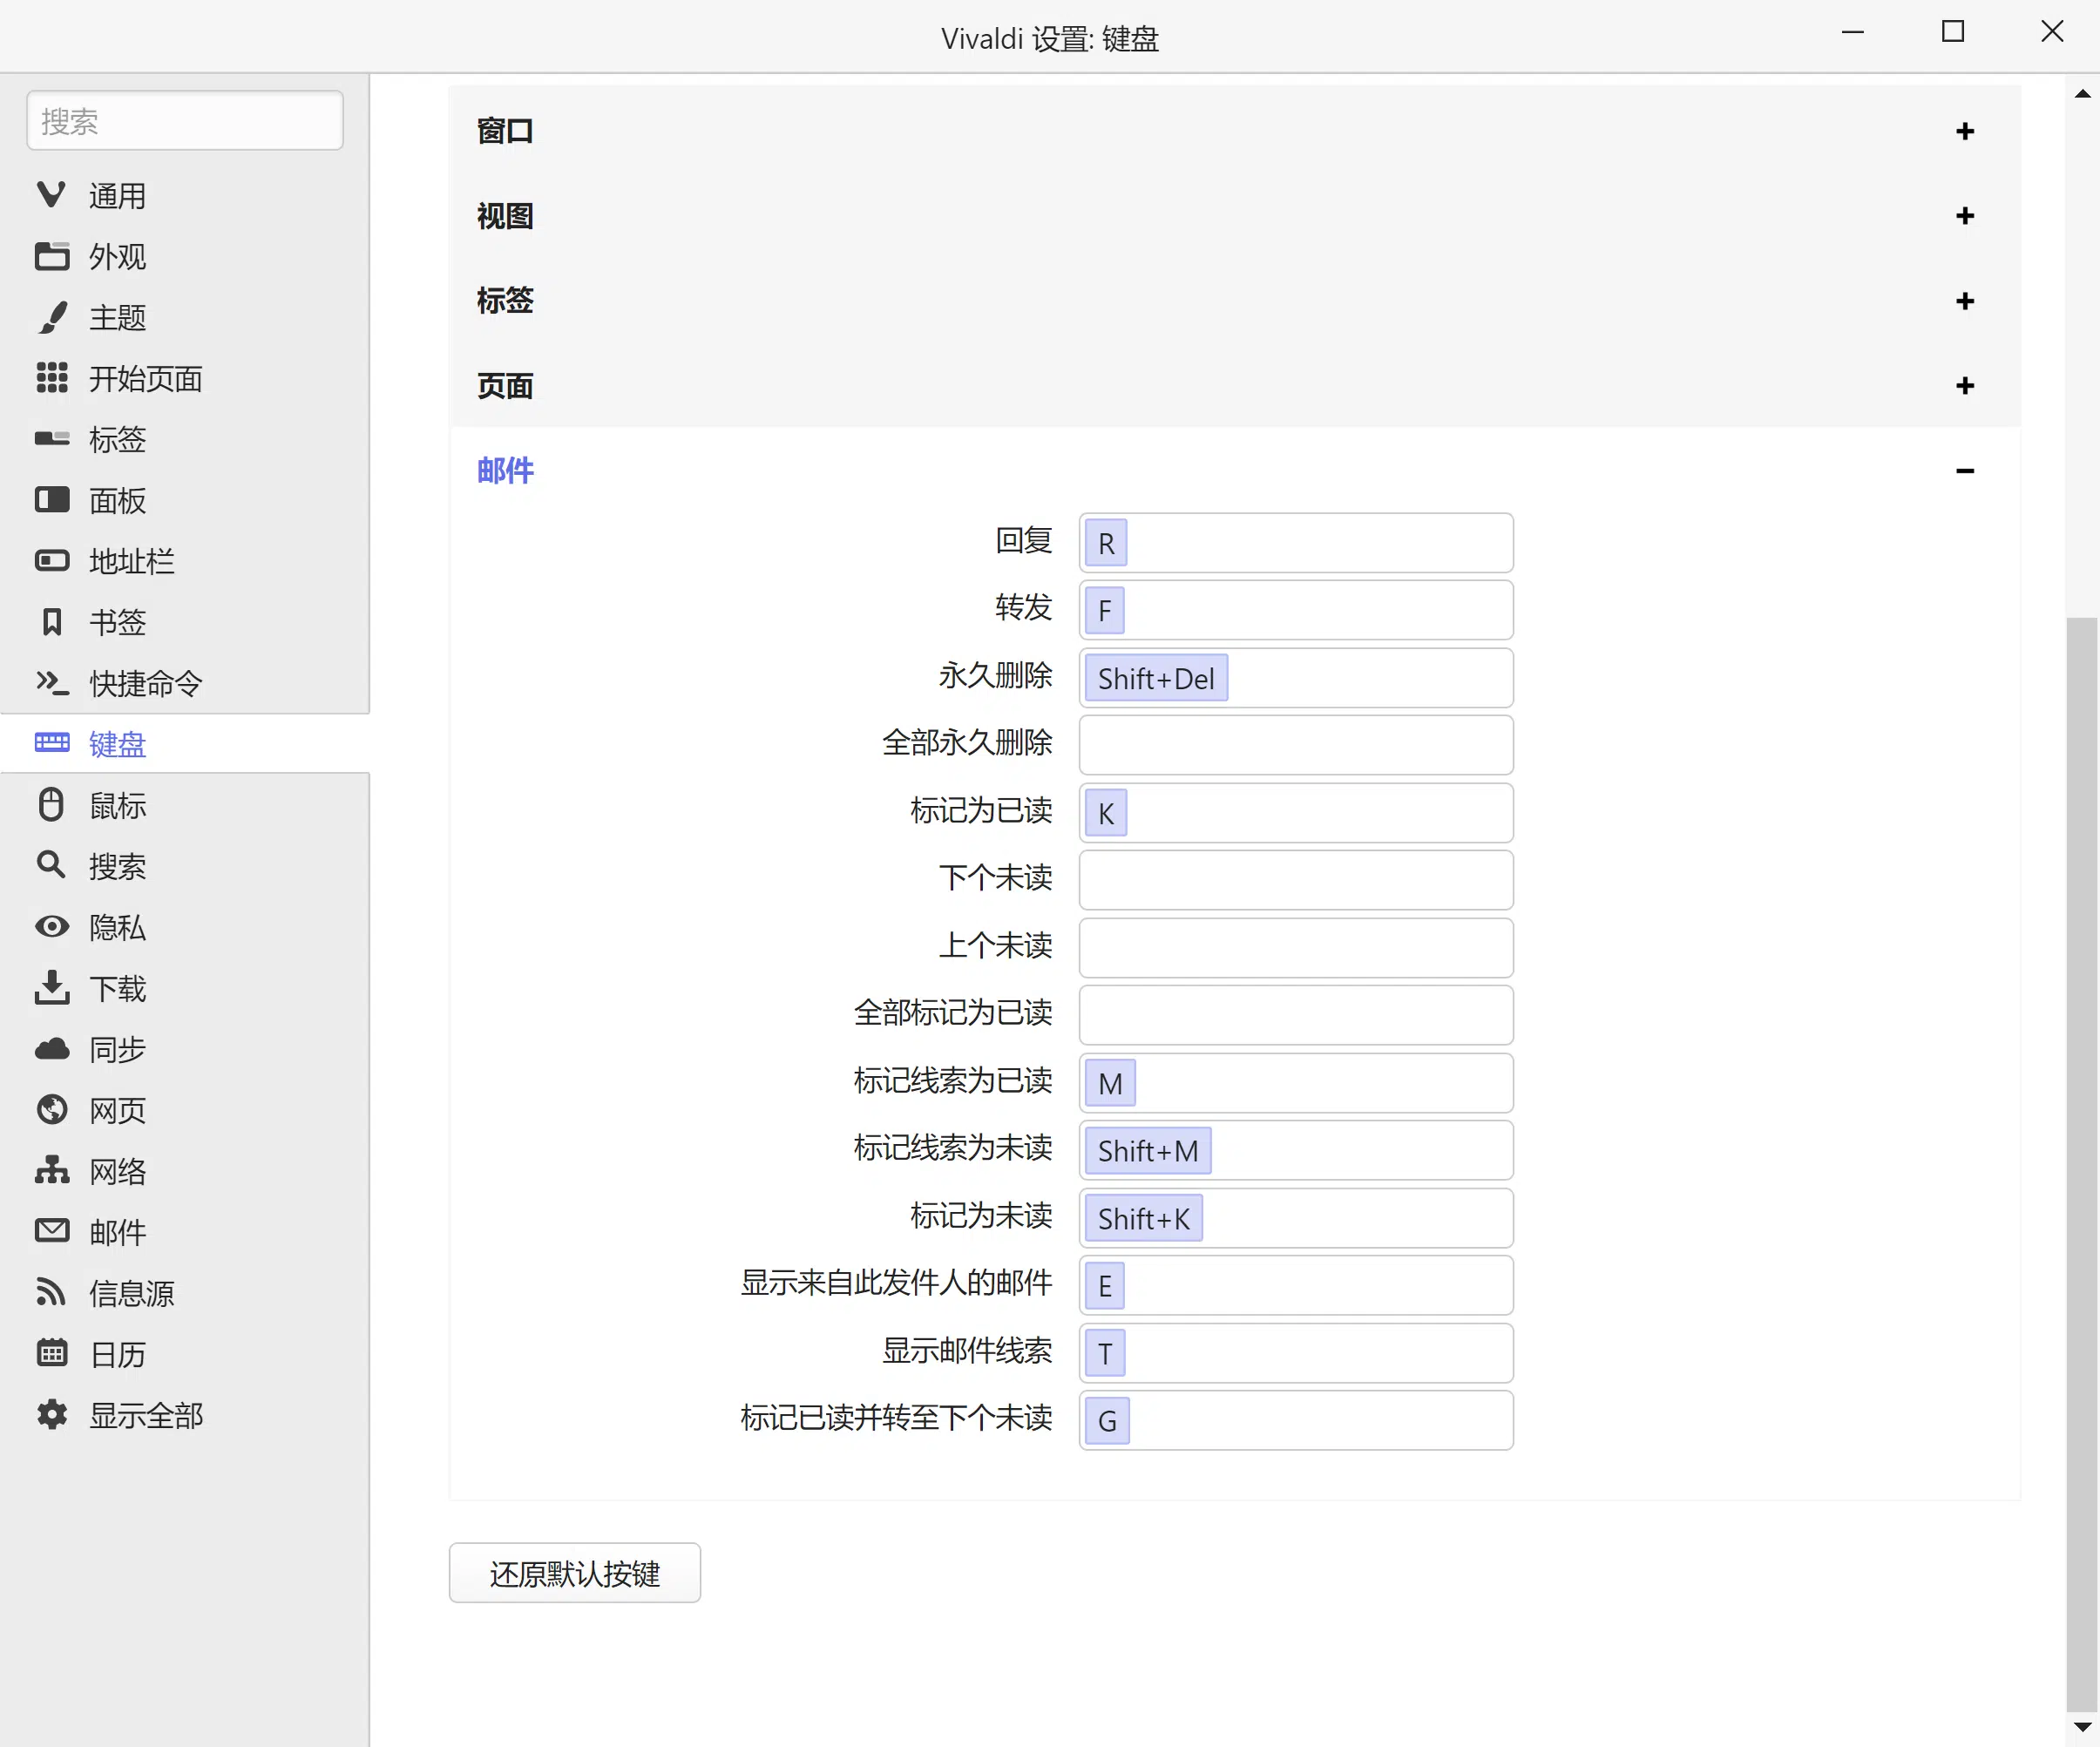 Vivaldi 设置: 键盘
搜索
通用
外观
主题
开始页面
标签
面板
地址栏
书签
快捷命令
键盘
鼠标
搜索
隐私
下载
同步
网页
网络
邮件
信息源
日历
显示全部
窗口
视图
标签
页面
邮件
回复 R
转发 F
永久删除 Shift+Del
全部永久删除
标记为已读 K
下个未读
上个未读
全部标记为已读
标记线索为已读 M
标记线索为未读 Shift+M
标记为未读 Shift+K
显示来自此发件人的邮件 E
显示邮件线索 T
标记已读并转至下个未读 G
还原默认按键